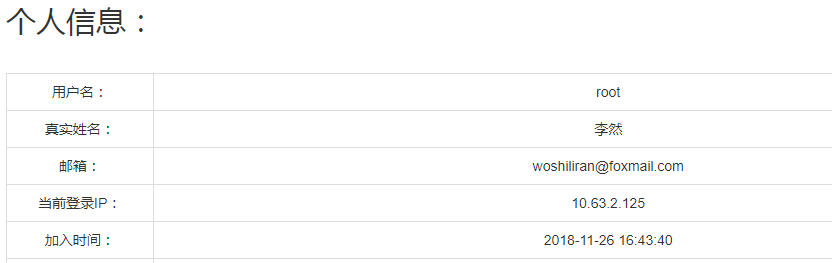 个人信息：
用户名： root
真实姓名： 李然
邮箱： woshiliran@foxmail.com
当前登录IP： 10.63.2.125
加入时间： 2018-11-26 16:43:40